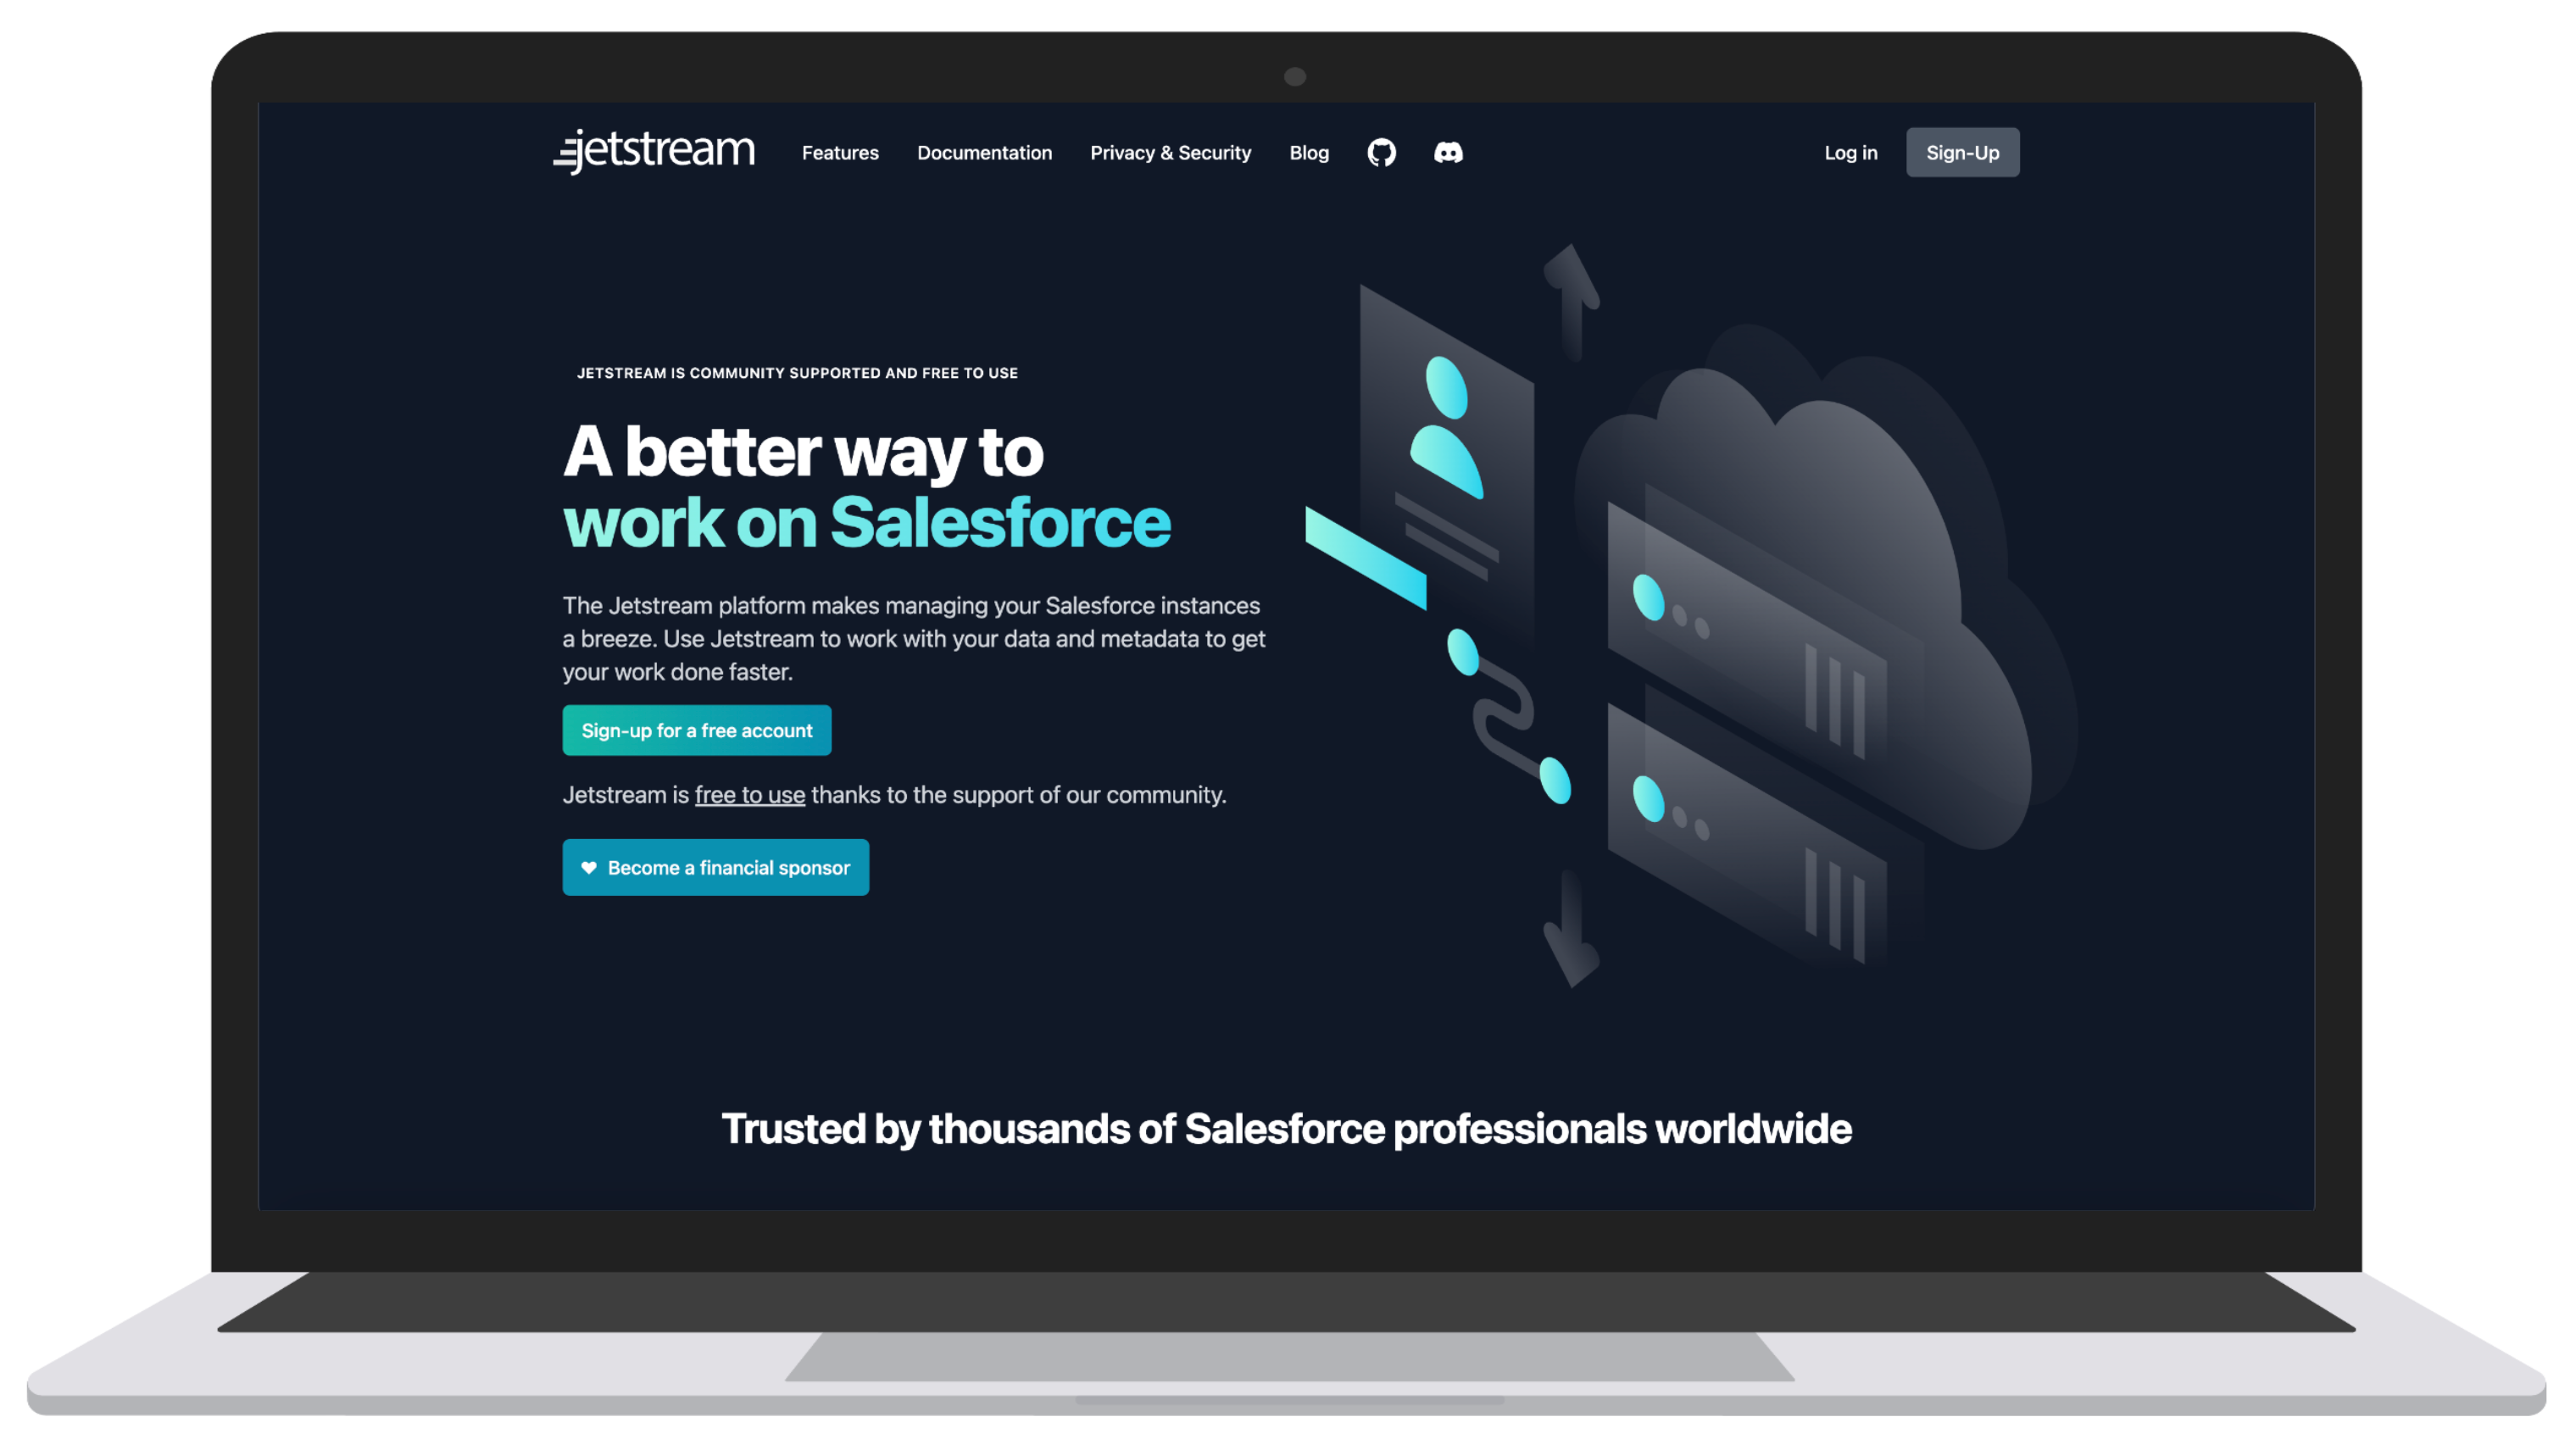 jetstream Features Documentation Privacy & Security Blog Log in Sign-Up
JETSTREAM IS COMMUNITY SUPPORTED AND FREE TO USE
A better way to
work on Salesforce
The Jetstream platform makes managing your Salesforce instances
a breeze. Use Jetstream to work with your data and metadata to get
your work done faster.
Sign-up for a free account
Jetstream is free to use thanks to the support of our community.
Become a financial sponsor
Trusted by thousands of Salesforce professionals worldwide